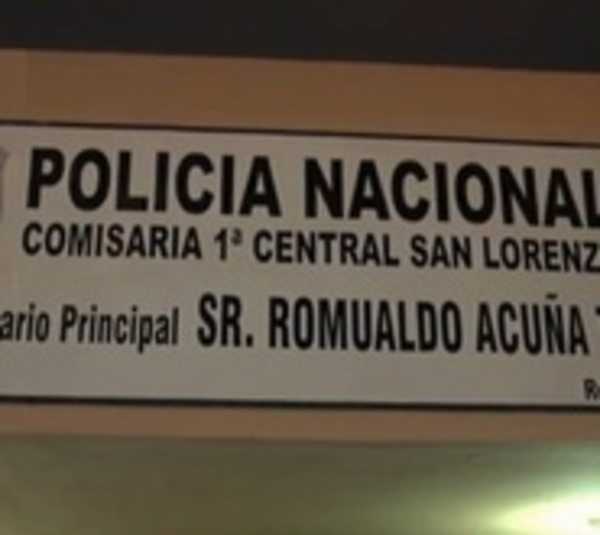 POLICIA NACIONAL
COMISARIA 1ª CENTRAL SAN LORENZ
ario Principal SR. ROMUALDO ACUÑA